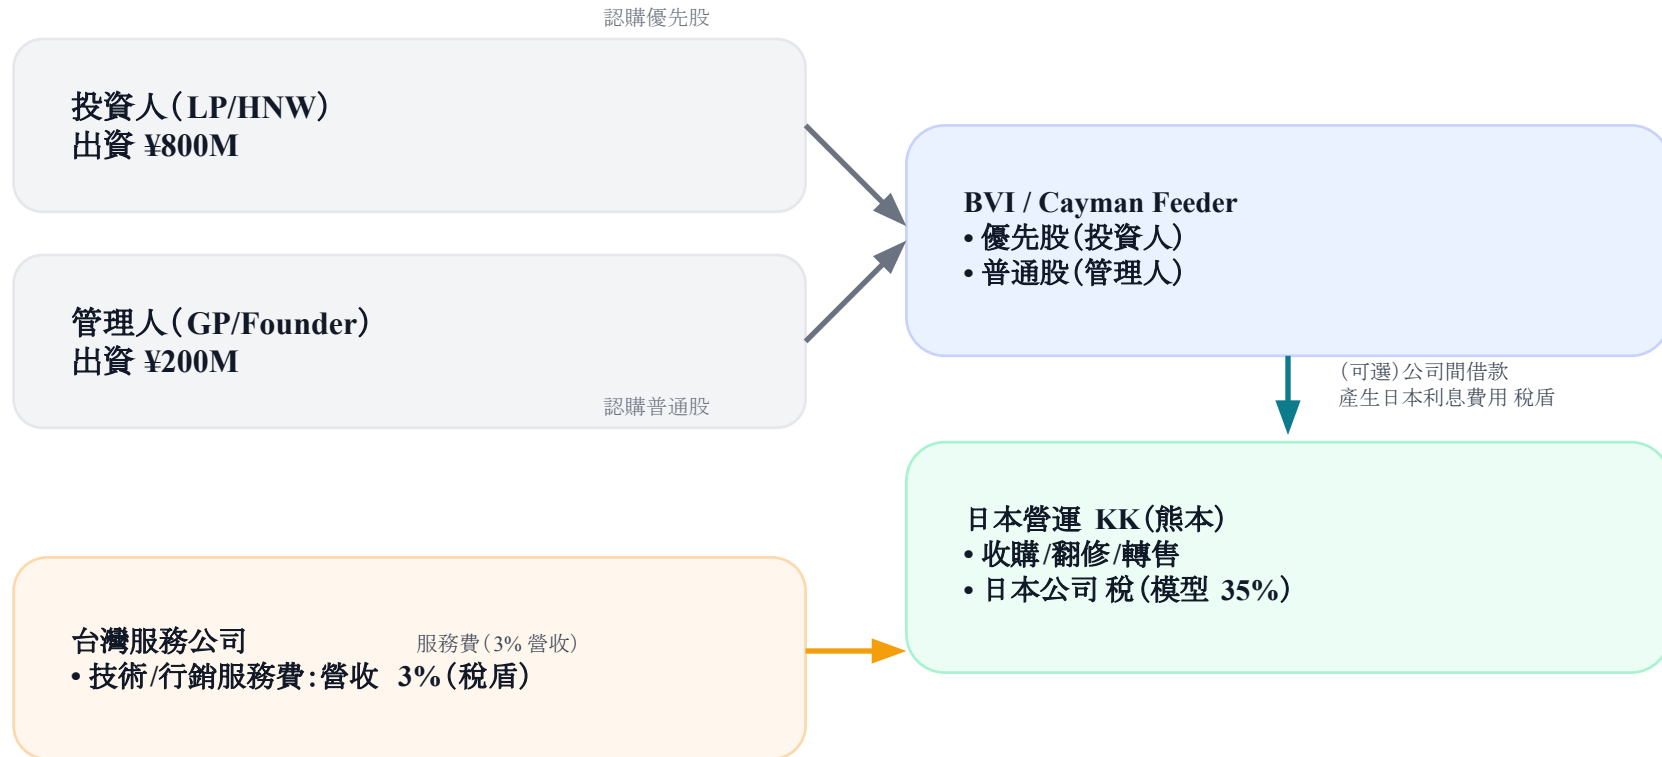 認購優先股
投資人（LP/HNW）
出資 ¥800M
管理人（GP/Founder）
出資 ¥200M
認購普通股
BVI / Cayman Feeder
• 優先股（投資人）
• 普通股（管理人）
（可選）公司間借款
產生日本利息費用 稅盾
日本營運 KK（熊本）
• 收購/翻修/轉售
• 日本公司 稅（模型 35%）
台灣服務公司
服務費（3% 營收）
• 技術/行銷服務費：營收 3%（稅盾）